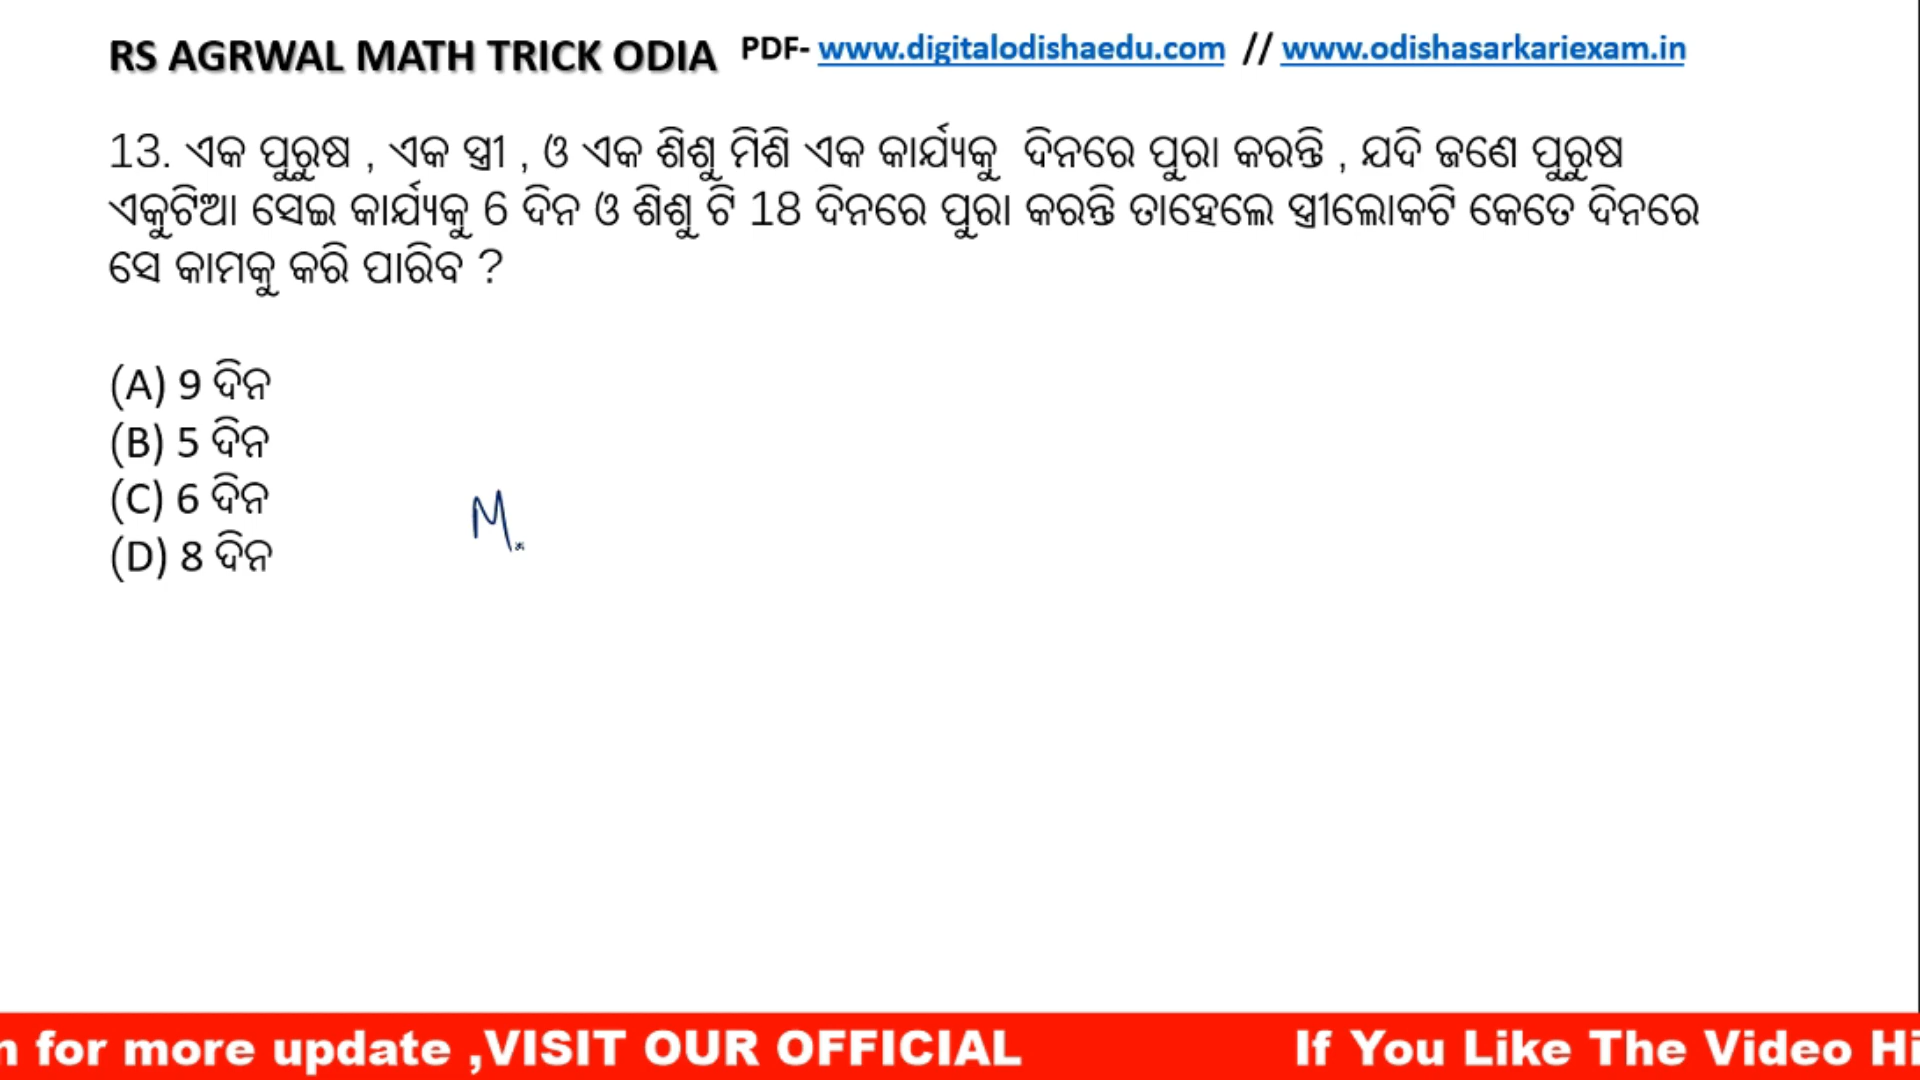 RS AGRWAL MATH TRICK ODIA PDF- www.digitalodishaedu.com // www.odishasarkariexam.in
13. ଏକ ପୁରୁଷ , ଏକ ସ୍ତ୍ରୀ , ଓ ଏକ ଶିଶୁ ମିଶି ଏକ କାର୍ଯ୍ୟକୁ ଦିନରେ ପୁରା କରନ୍ତି , ଯଦି ଜଣେ ପୁରୁଷ
ଏକୁଟିଆ ସେଇ କାର୍ଯ୍ୟକୁ 6 ଦିନ ଓ ଶିଶୁ ଟି 18 ଦିନରେ ପୁରା କରନ୍ତି ତାହେଲେ ସ୍ତ୍ରୀଲୋକଟି କେତେ ଦିନରେ
ସେ କାମକୁ କରି ପାରିବ ?
(A) 9 ଦିନ
(B) 5 ଦିନ
(C) 6 ଦିନ
(D) 8 ଦିନ
M
n for more update ,VISIT OUR OFFICIAL If You Like The Video Hi